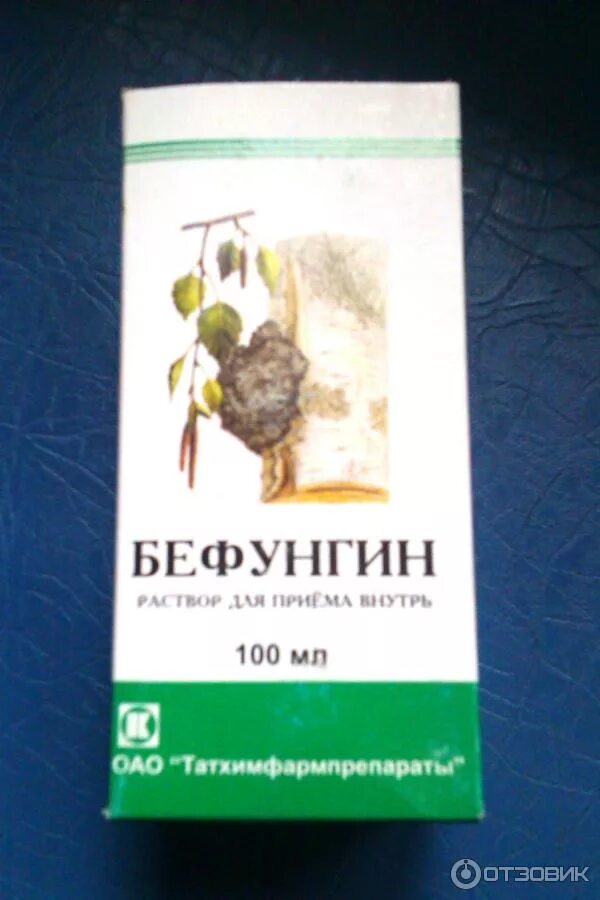 БЕФУНГИН
РАСТВОР ДЛЯ ПРИЁМА ВНУТРЬ
100 мл
ОАО "Татхимфармпрепараты"
ОТЗОВИК